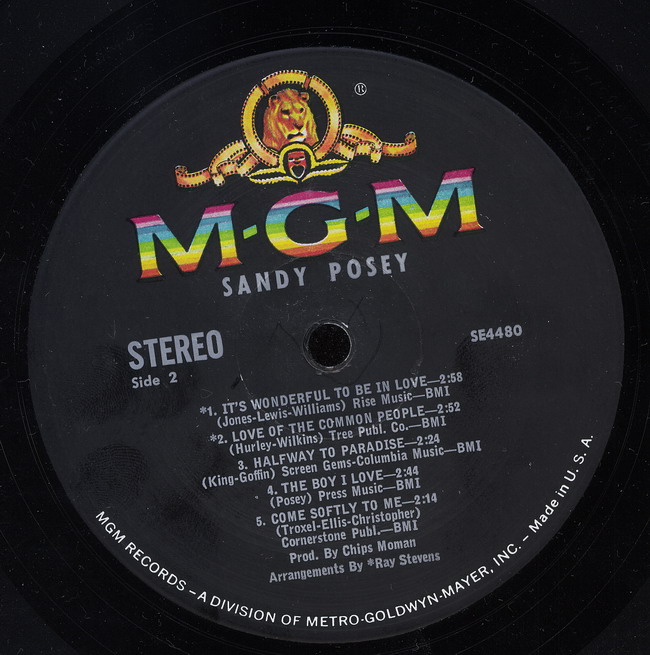 ®
M-G-M
SANDY POSEY
STEREO
SE4480
Side 2
*1. IT'S WONDERFUL TO BE IN LOVE—2:58
(Jones-Lewis-Williams) Rise Music—BMI
*2. LOVE OF THE COMMON PEOPLE—2:52
(Hurley-Wilkins) Tree Publ. Co.—BMI
3. HALFWAY TO PARADISE—2:24
(King-Goffin) Screen Gems-Columbia Music—BMI
4. THE BOY I LOVE—2:44
(Posey) Press Music—BMI
5. COME SOFTLY TO ME—2:14
(Troxel-Ellis-Christopher)
Cornerstone Publ.—BMI
Prod. By Chips Moman
Arrangements By *Ray Stevens
MGM RECORDS – A DIVISION OF METRO-GOLDWYN-MAYER, INC. – Made in U. S. A.